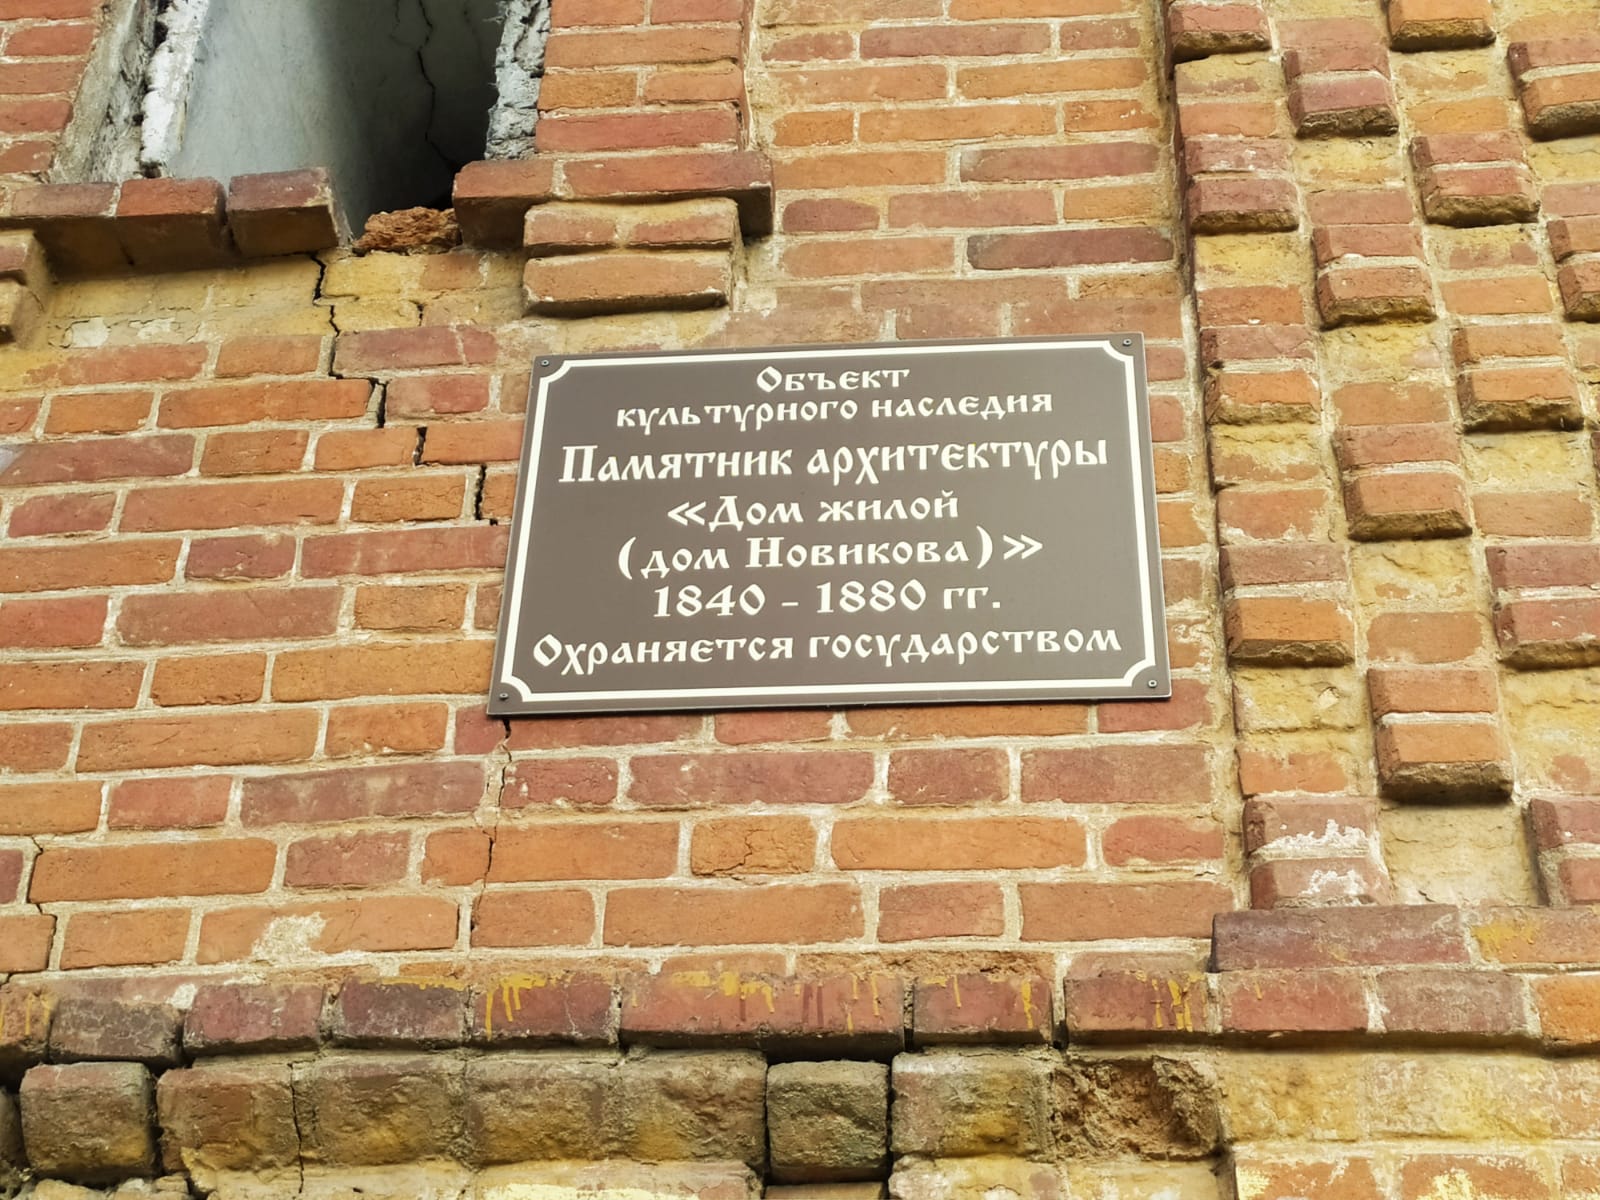 Объект
культурного наследия
Памятник архитектуры
«Дом жилой
(дом Новикова)»
1840 - 1880 гг.
Охраняется государством